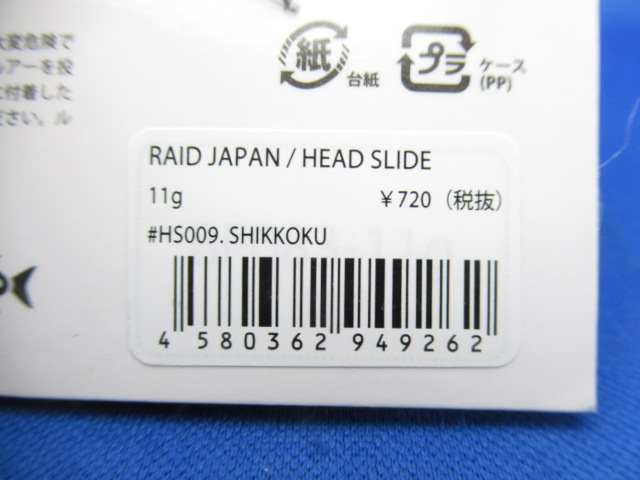 大変危険で
ルアーを投
に付着した
ださい。ル
紙
台紙
プラ
ケース
(PP)
RAID JAPAN / HEAD SLIDE
11g ￥720（税抜）
#HS009. SHIKKOKU
4 580362 949262